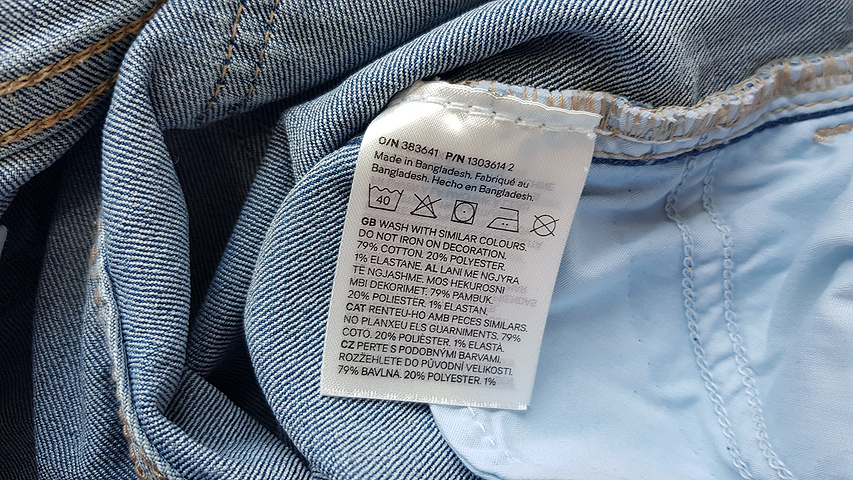 O/N 383641 P/N 1303614 2
Made in Bangladesh. Fabriqué au
Bangladesh. Hecho en Bangladesh.
40
GB WASH WITH SIMILAR COLOURS.
DO NOT IRON ON DECORATION.
79% COTTON. 20% POLYESTER.
1% ELASTANE. AL LANI ME NGJYRA
TË NGJASHME. MOS HEKUROSNI
MBI DEKORIMET. 79% PAMBUK.
20% POLIESTËR. 1% ELASTAN.
CAT RENTEU-HO AMB PECES SIMILARS.
NO PLANXEU ELS GUARNIMENTS. 79%
COTÓ. 20% POLIÈSTER. 1% ELASTÀ.
CZ PERTE S PODOBNÝMI BARVAMI.
ROZŽEHLETE DO PŮVODNÍ VELIKOSTI.
79% BAVLNA. 20% POLYESTER. 1%